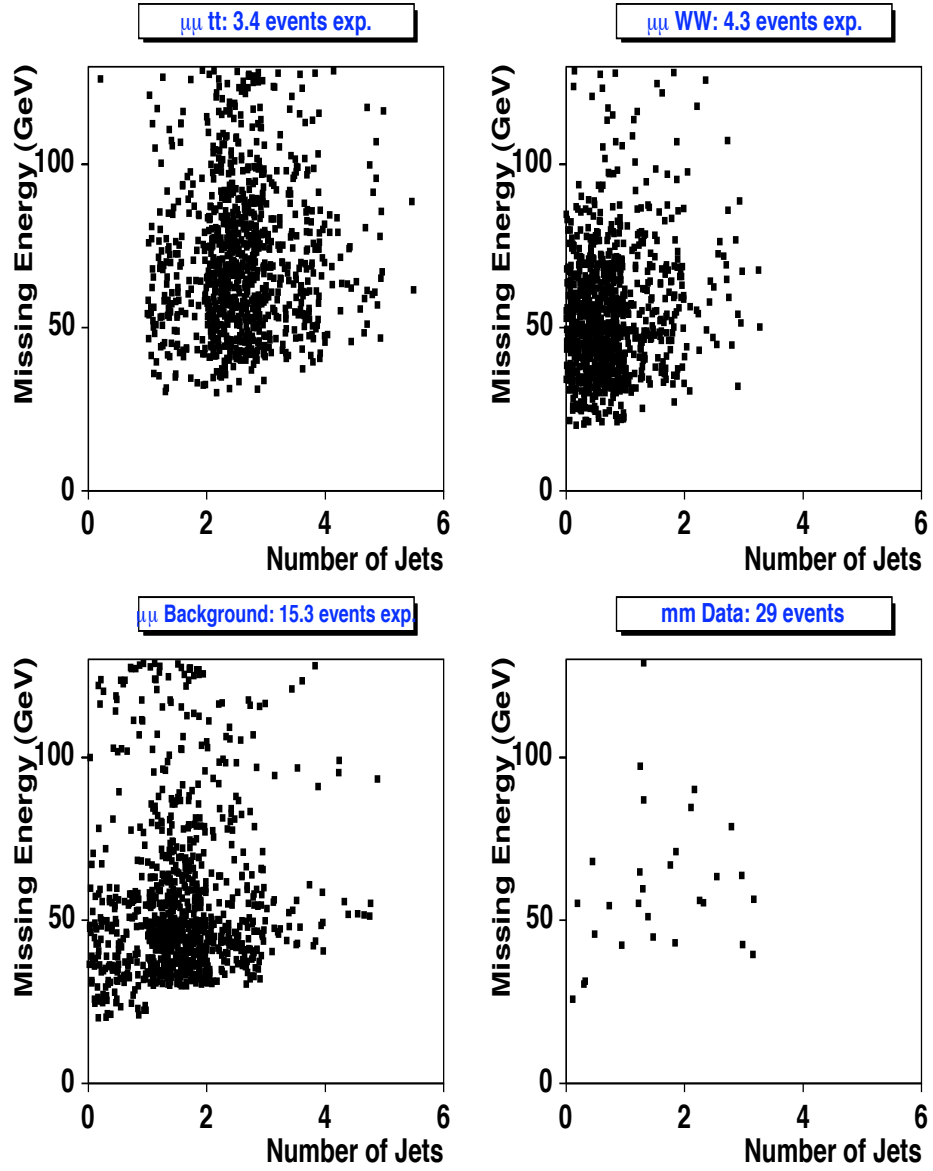 μμ tt: 3.4 events exp.
Missing Energy (GeV)
100
50
0
0 2 4 6
Number of Jets
μμ WW: 4.3 events exp.
Missing Energy (GeV)
100
50
0
0 2 4 6
Number of Jets
μμ Background: 15.3 events exp.
Missing Energy (GeV)
100
50
0
0 2 4 6
Number of Jets
mm Data: 29 events
Missing Energy (GeV)
100
50
0
0 2 4 6
Number of Jets